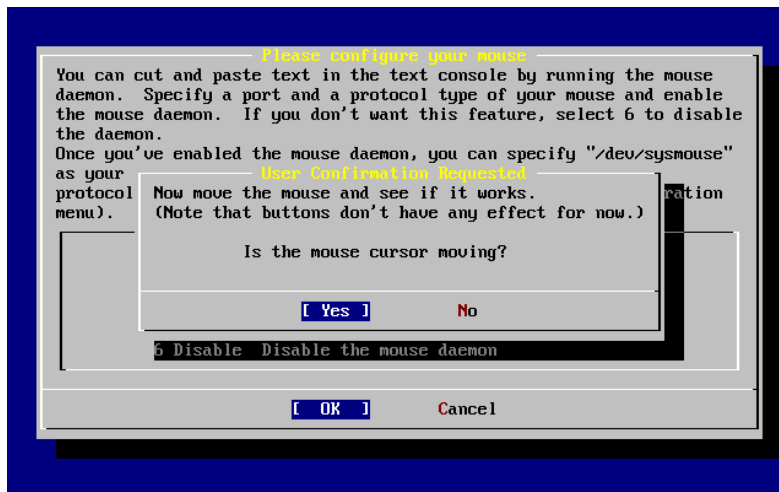 Please configure your mouse
You can cut and paste text in the text console by running the mouse
daemon.  Specify a port and a protocol type of your mouse and enable
the mouse daemon.  If you don't want this feature, select 6 to disable
the daemon.
Once you've enabled the mouse daemon, you can specify "/dev/sysmouse"
as your
User Confirmation Requested
protocol
ration
menu).
Now move the mouse and see if it works.
(Note that buttons don't have any effect for now.)
Is the mouse cursor moving?
[ Yes ]       No
6 Disable  Disable the mouse daemon
[  OK  ]     Cancel